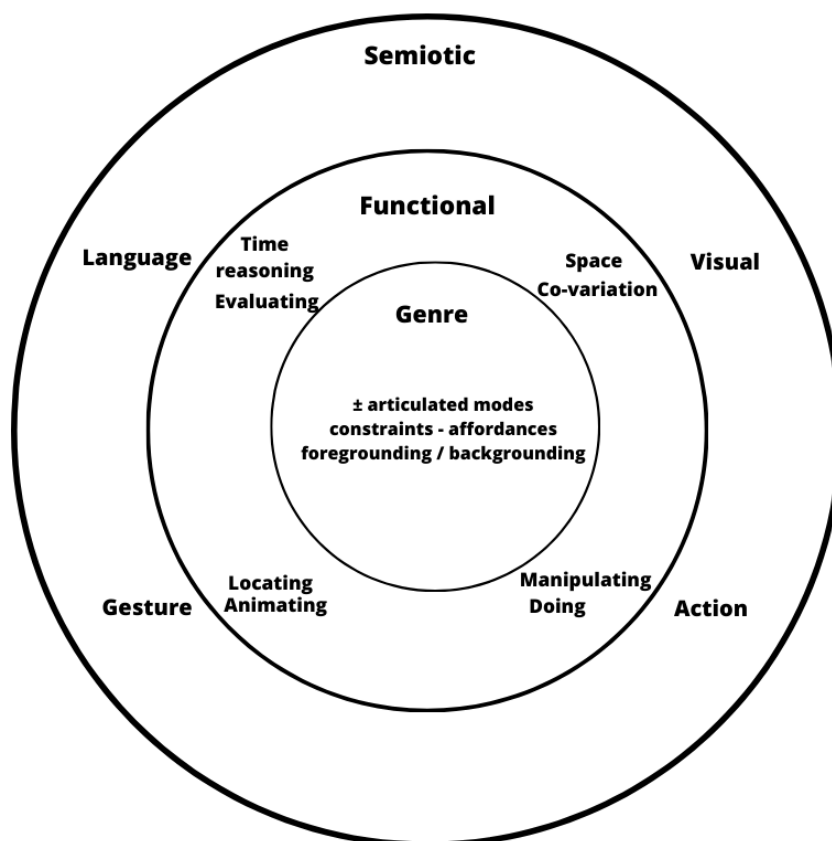 Semiotic
Functional
Language
Time
reasoning
Evaluating
Space
Co-variation
Visual
Genre
± articulated modes
constraints - affordances
foregrounding / backgrounding
Gesture
Locating
Animating
Manipulating
Doing
Action